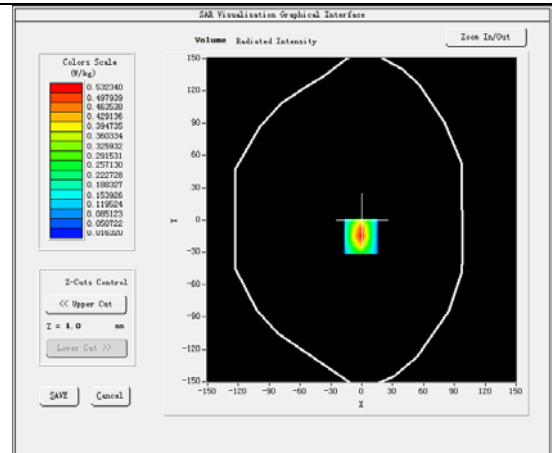 SAR Visualisation Graphical Interface
Volume Radiated Intensity
Zoom In/Out
Colors Scale
(W/kg)
0.532340
0.497939
0.463538
0.429136
0.394735
0.360334
0.325932
0.291531
0.257130
0.222728
0.188327
0.153926
0.119524
0.085123
0.050722
0.016320
Z-Cuts Control
<< Upper Cut
Z = 4.0 mm
Lower Cut >>
SAVE
Cancel
150
120
90
60
30
0
-30
-60
-90
-120
-150
Y
-150 -120 -90 -60 -30 0 30 60 90 120 150
X